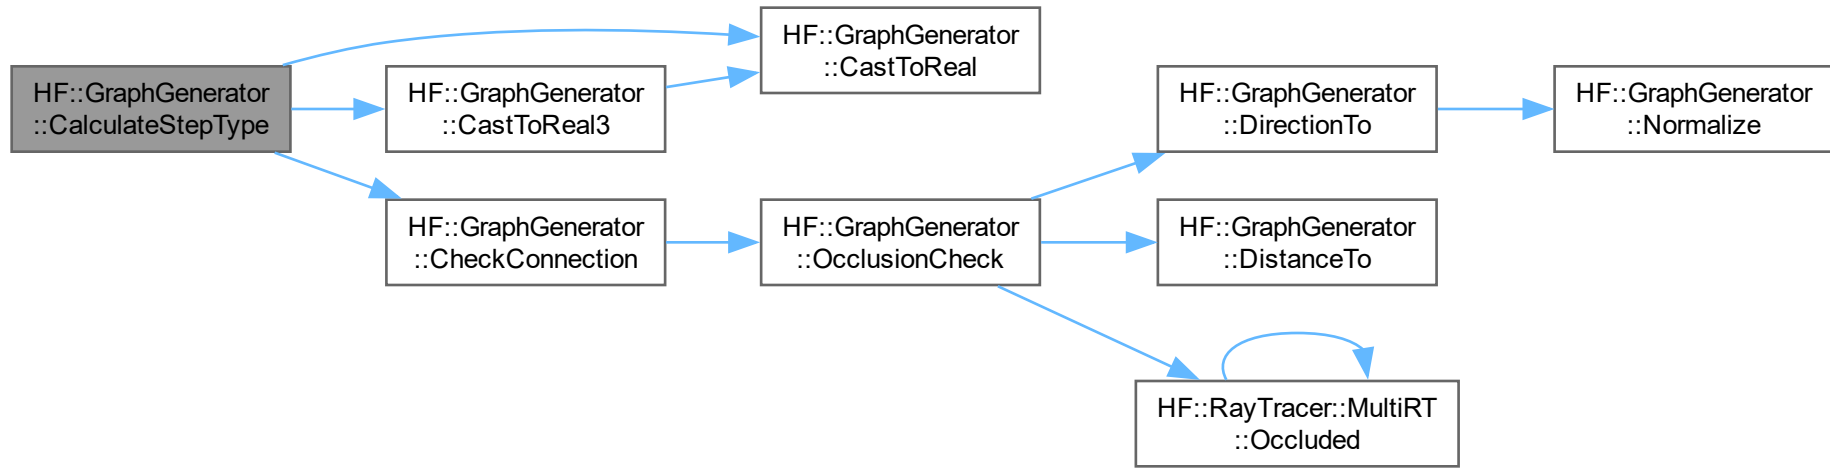 HF::GraphGenerator
::CalculateStepType
HF::GraphGenerator
::CastToReal3
HF::GraphGenerator
::CastToReal
HF::GraphGenerator
::CheckConnection
HF::GraphGenerator
::OcclusionCheck
HF::GraphGenerator
::DirectionTo
HF::GraphGenerator
::Normalize
HF::GraphGenerator
::DistanceTo
HF::RayTracer::MultiRT
::Occluded